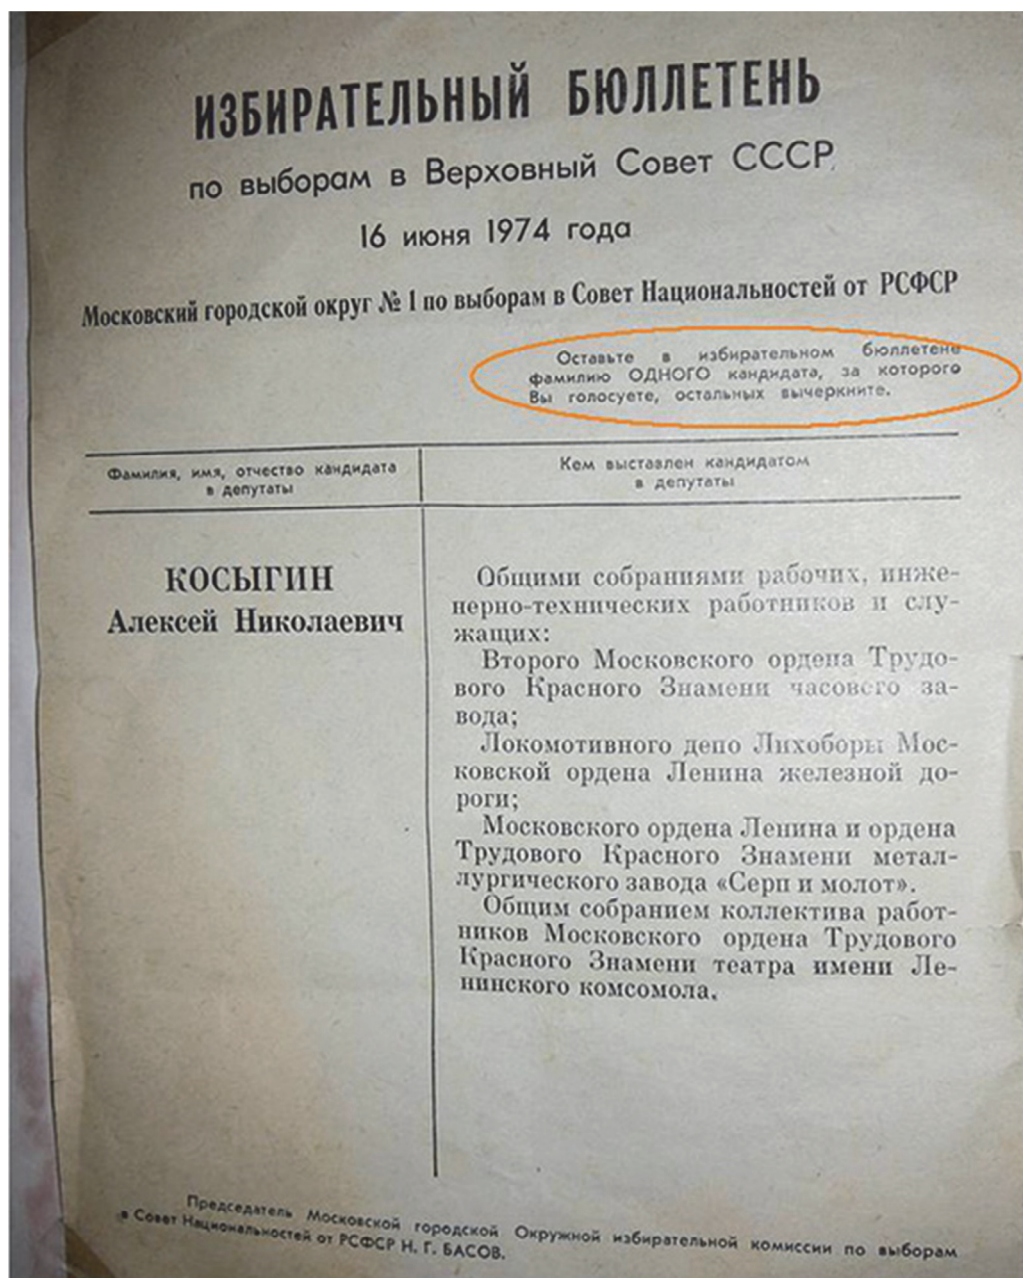 ИЗБИРАТЕЛЬНЫЙ БЮЛЛЕТЕНЬ
по выборам в Верховный Совет СССР
16 июня 1974 года
Московский городской округ № 1 по выборам в Совет Национальностей от РСФСР
Оставьте в избирательном бюллетене
фамилию ОДНОГО кандидата, за которого
Вы голосуете, остальных вычеркните.
Фамилия, имя, отчество кандидата
в депутаты
Кем выставлен кандидатом
в депутаты
КОСЫГИН
Алексей Николаевич
Общими собраниями рабочих, инже-
нерно-технических работников и слу-
жащих:
Второго Московского ордена Трудо-
вого Красного Знамени часового за-
вода;
Локомотивного депо Лихоборы Мос-
ковской ордена Ленина железной до-
роги;
Московского ордена Ленина и ордена
Трудового Красного Знамени метал-
лургического завода «Серп и молот».
Общим собранием коллектива работ-
ников Московского ордена Трудового
Красного Знамени театра имени Ле-
нинского комсомола.
Председатель Московской городской Окружной избирательной комиссии по выборам
в Совет Национальностей от РСФСР Н. Г. БАСОВ.